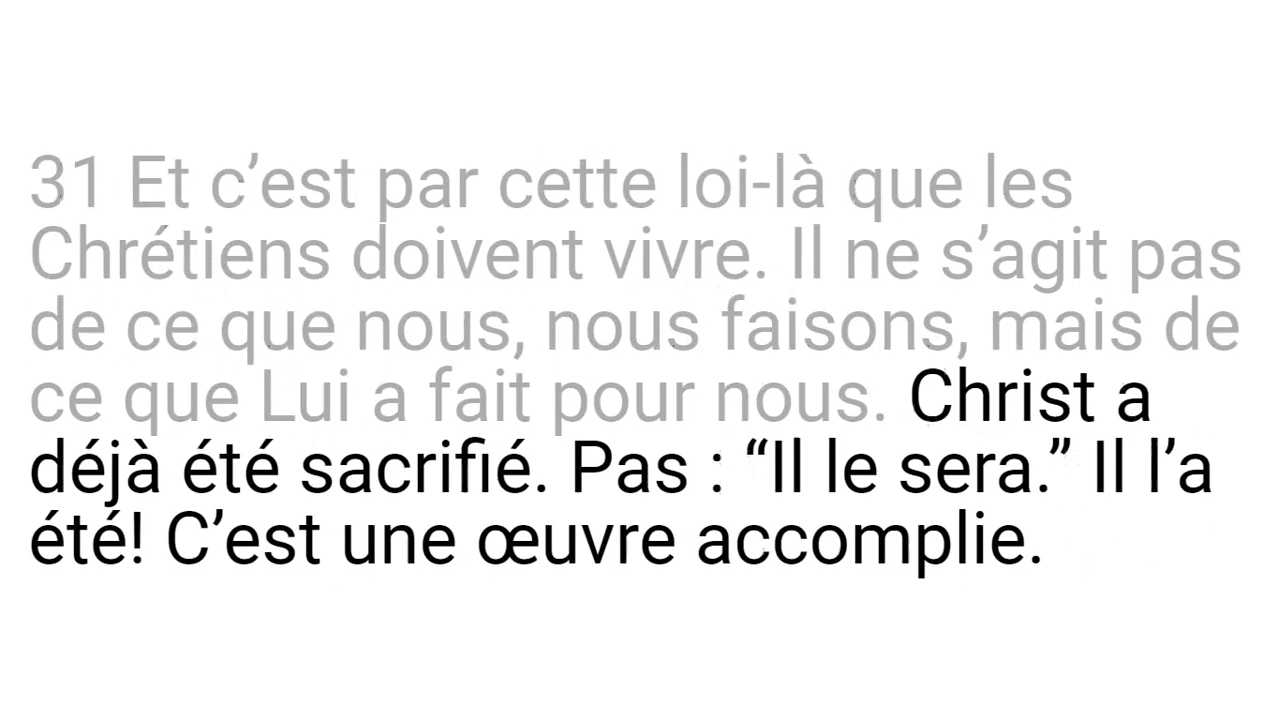 31 Et c’est par cette loi-là que les
Chrétiens doivent vivre. Il ne s’agit pas
de ce que nous, nous faisons, mais de
ce que Lui a fait pour nous. Christ a
déjà été sacrifié. Pas : “Il le sera.” Il l’a
été! C’est une œuvre accomplie.